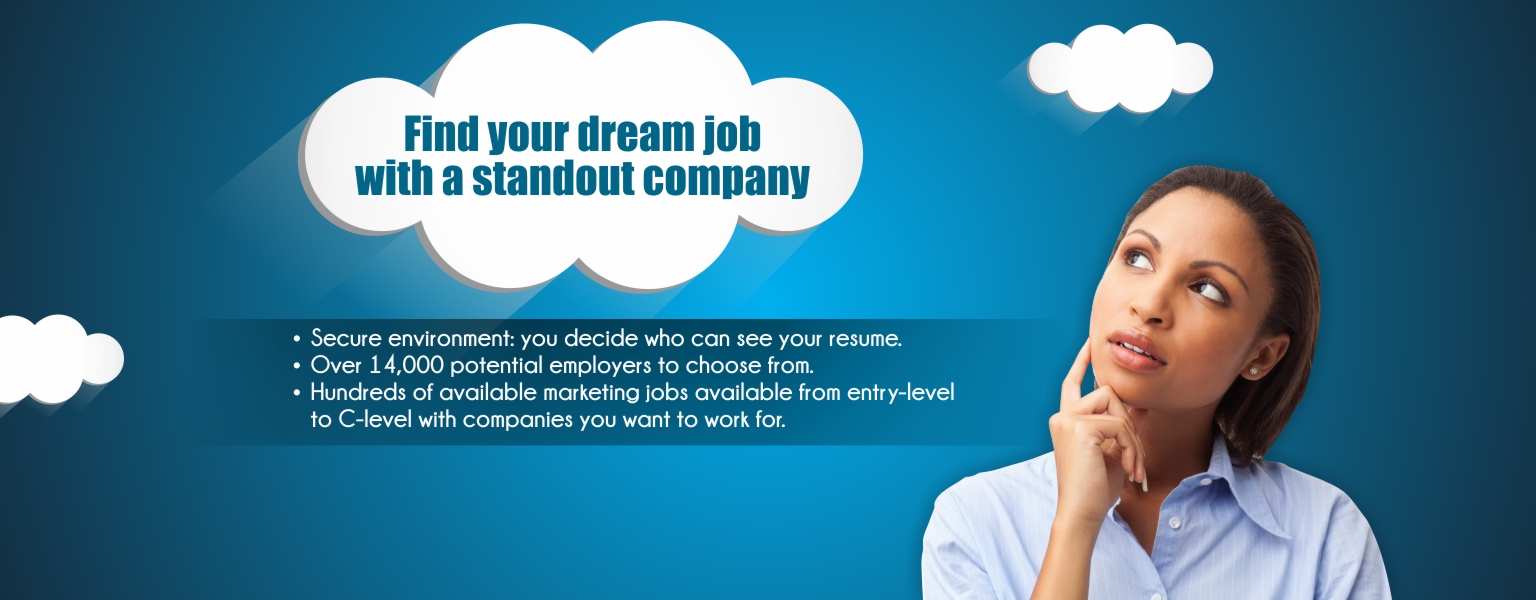 Find your dream job
with a standout company
• Secure environment: you decide who can see your resume.
• Over 14,000 potential employers to choose from.
• Hundreds of available marketing jobs available from entry-level
to C-level with companies you want to work for.